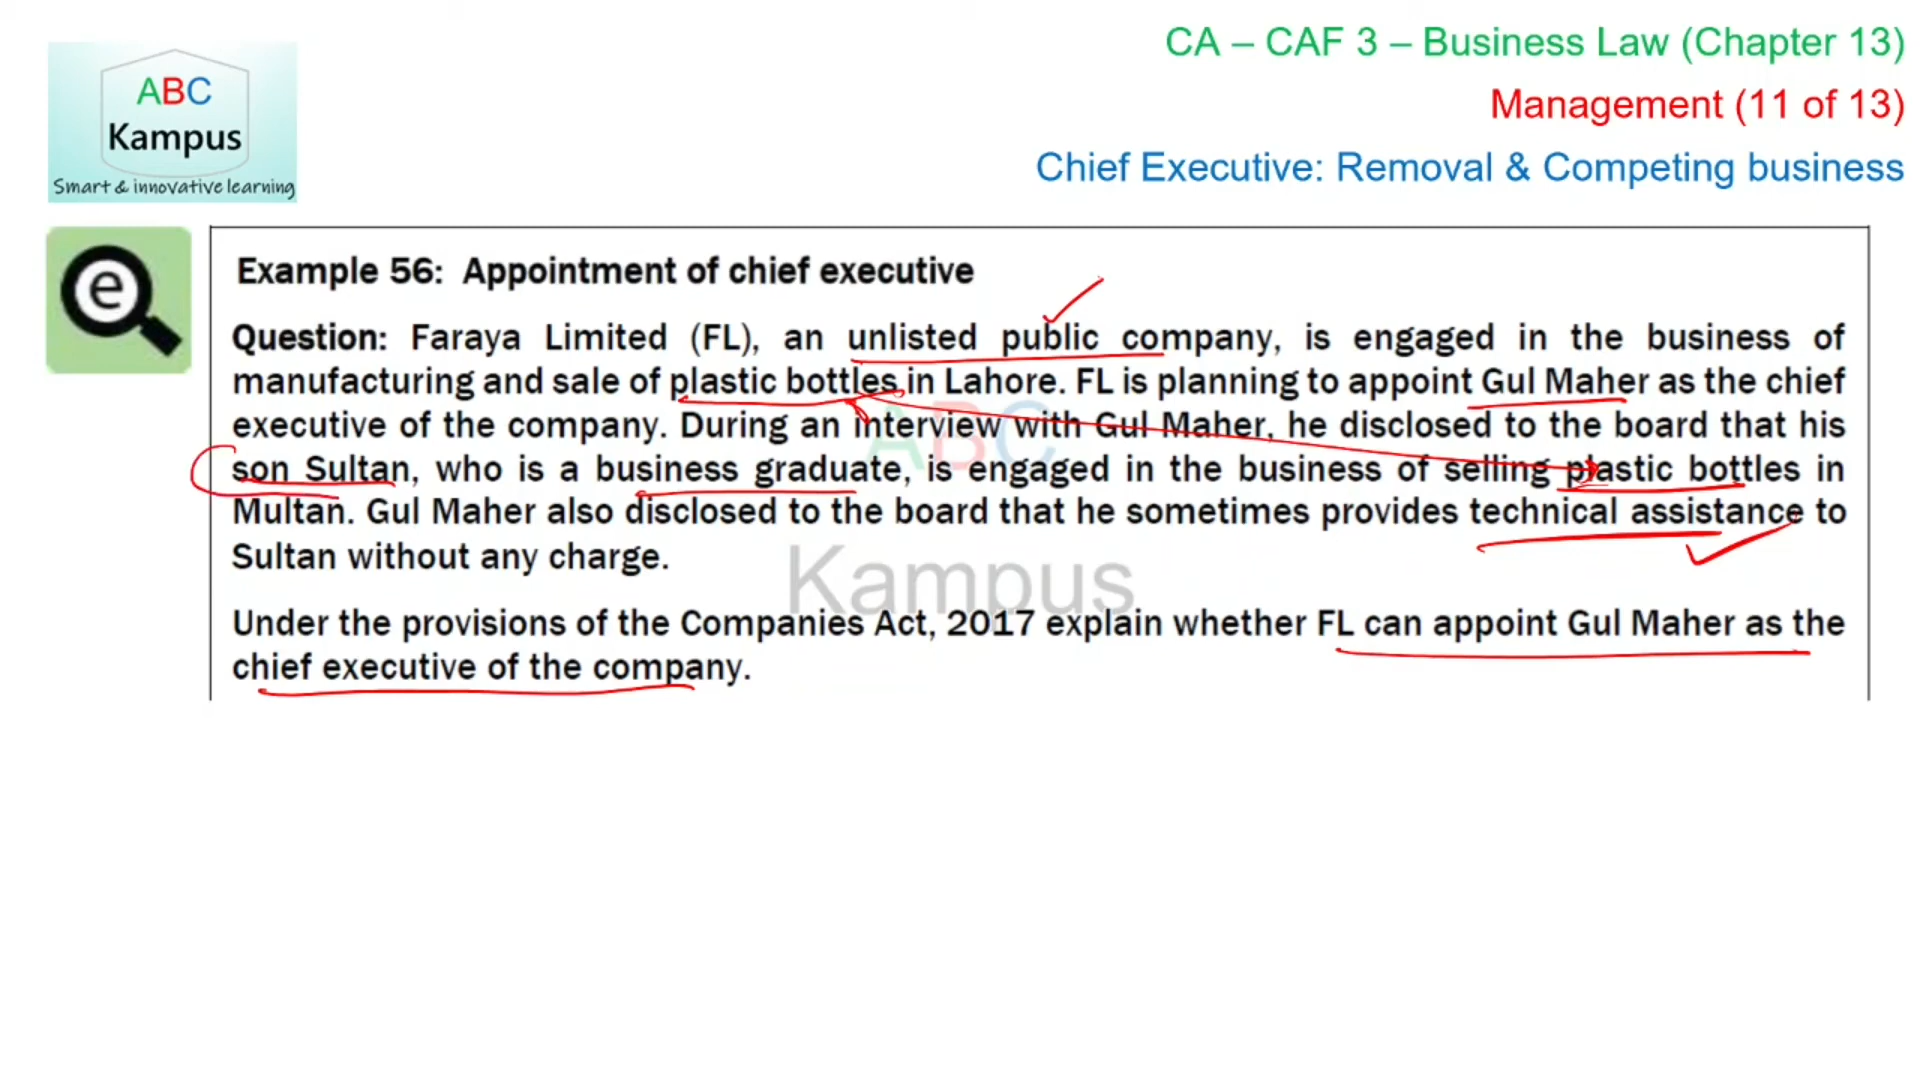 CA – CAF 3 – Business Law (Chapter 13)
Management (11 of 13)
Chief Executive: Removal & Competing business
ABC
Kampus
Smart & innovative learning
e
Example 56: Appointment of chief executive
Question: Faraya Limited (FL), an unlisted public company, is engaged in the business of
manufacturing and sale of plastic bottles in Lahore. FL is planning to appoint Gul Maher as the chief
executive of the company. During an interview with Gul Maher, he disclosed to the board that his
son Sultan, who is a business graduate, is engaged in the business of selling plastic bottles in
Multan. Gul Maher also disclosed to the board that he sometimes provides technical assistance to
Sultan without any charge.
Under the provisions of the Companies Act, 2017 explain whether FL can appoint Gul Maher as the
chief executive of the company.
ABC
Kampus